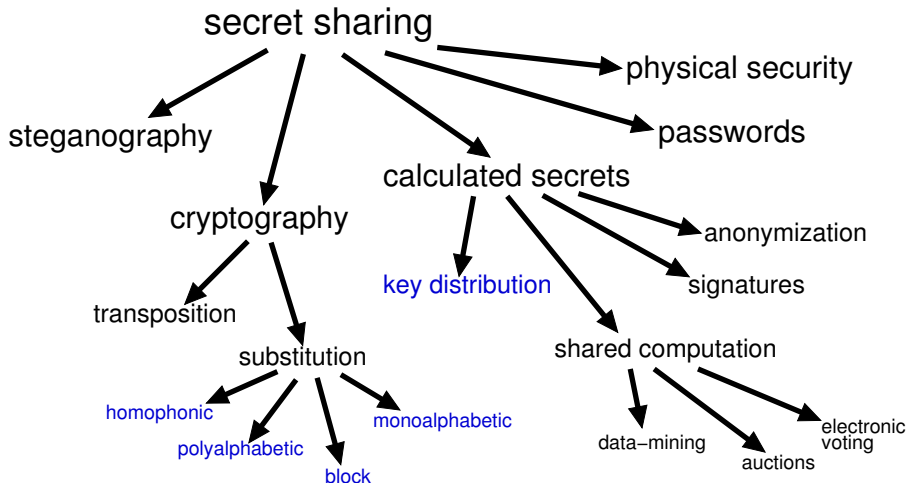 secret sharing
physical security
passwords
steganography
calculated secrets
cryptography
anonymization
key distribution
signatures
transposition
substitution
shared computation
homophonic
monoalphabetic
polyalphabetic
block
data−mining
auctions
electronic
voting